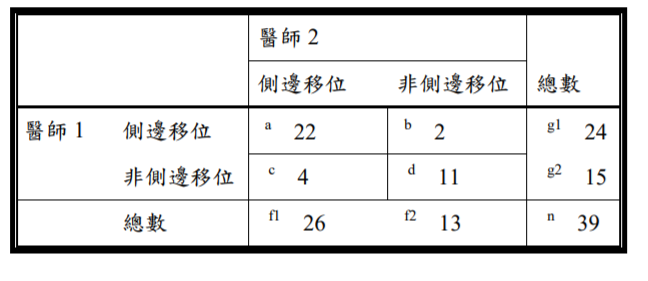 醫師 2
側邊移位 非側邊移位 總數
醫師 1 側邊移位 a 22 b 2 g1 24
非側邊移位 c 4 d 11 g2 15
總數 f1 26 f2 13 n 39